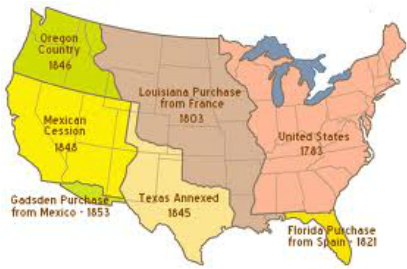 Oregon
Country
1846
Louisiana Purchase
from France
1803
Mexican
Cession
1848
United States
1783
Gadsden Purchase
from Mexico - 1853
Texas Annexed
1845
Florida Purchase
from Spain - 1821